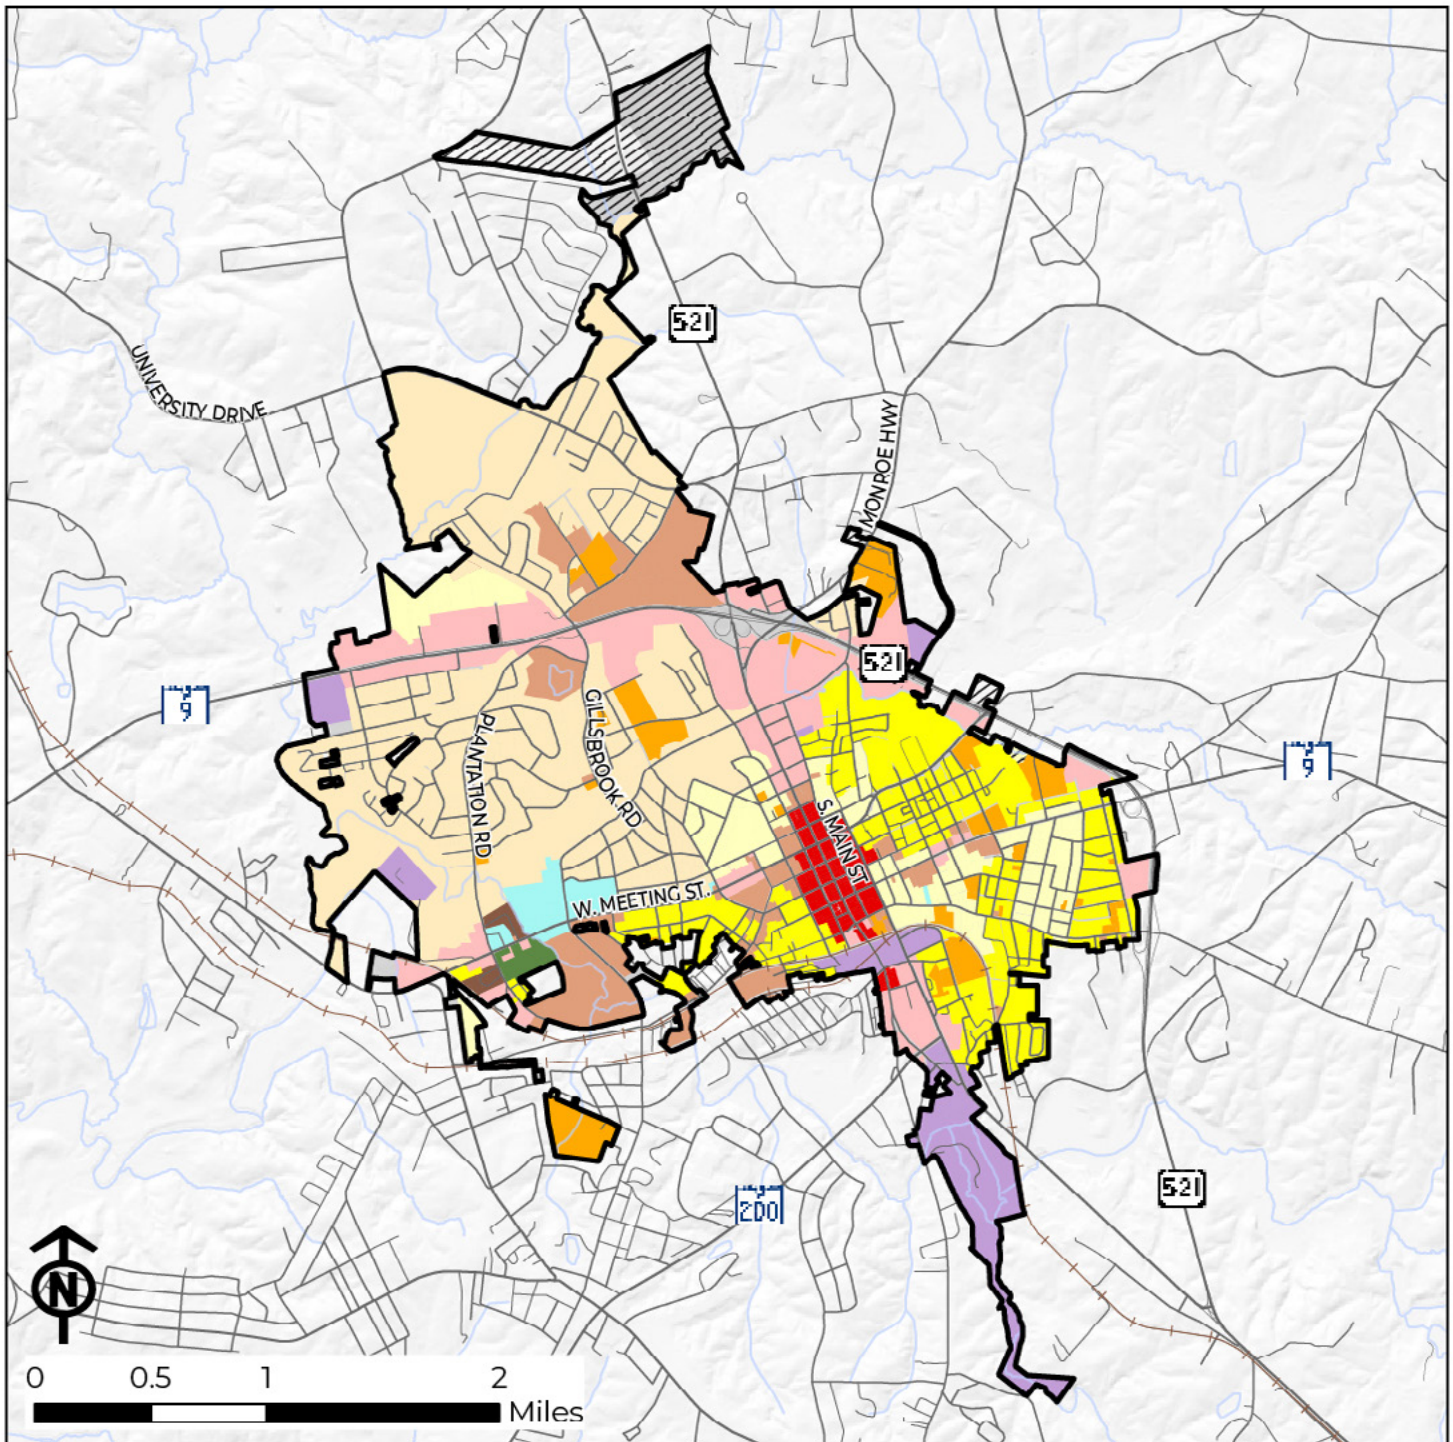 521
UNIVERSITY DRIVE
MONROE HWY
521
9
9
PLANTATION RD
GILLSBROOK RD
S. MAIN ST
W. MEETING ST.
521
200
N
0 0.5 1 2
Miles